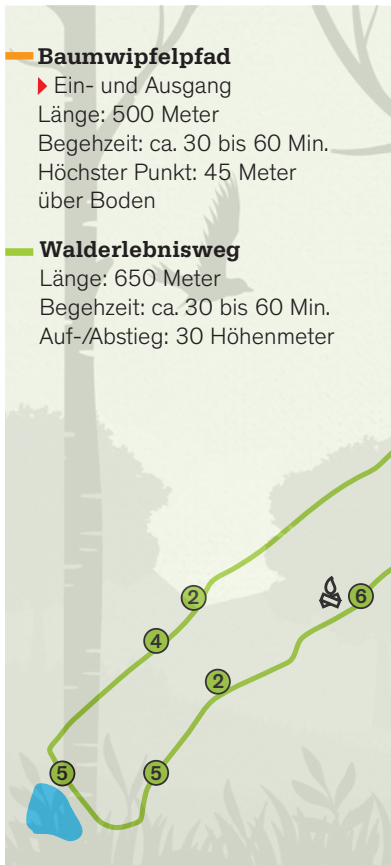 Baumwipfelpfad
Ein- und Ausgang
Länge: 500 Meter
Begehzeit: ca. 30 bis 60 Min.
Höchster Punkt: 45 Meter
über Boden
Walderlebnisweg
Länge: 650 Meter
Begehzeit: ca. 30 bis 60 Min.
Auf-/Abstieg: 30 Höhenmeter
2
6
4
2
5
5